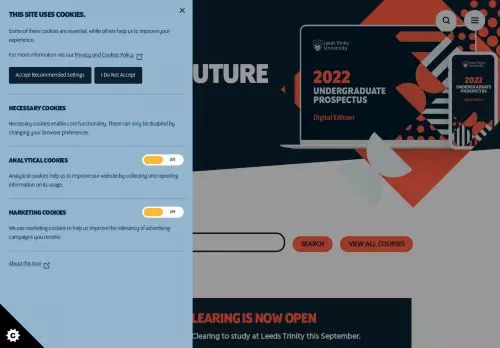 THIS SITE USES COOKIES.
Some of these cookies are essential, while others help us to improve your
experience.
For more information visit our Privacy and Cookies Policy
Accept Recommended Settings
I Do Not Accept
NECESSARY COOKIES
Necessary cookies enable core functionality. These can only be disabled by
changing your browser preferences.
ANALYTICAL COOKIES
Off
Analytical cookies help us to improve our website by collecting and reporting
information on its usage.
MARKETING COOKIES
Off
We use marketing cookies to help us improve the relevancy of advertising
campaigns you receive.
About this tool
UTURE
Leeds Trinity
University
2022
UNDERGRADUATE
PROSPECTUS
Digital Edition
2022
UNDERGRADUATE
PROSPECTUS
Digital Edition
SEARCH
VIEW ALL COURSES
LEARING IS NOW OPEN
Clearing to study at Leeds Trinity this September.